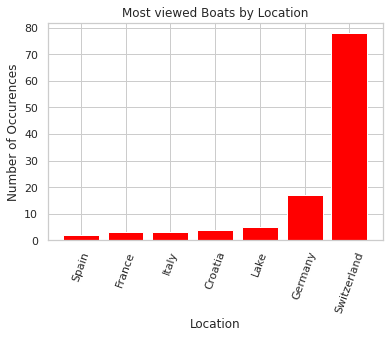 Most viewed Boats by Location
Number of Occurences
80
70
60
50
40
30
20
10
0
Spain
France
Italy
Croatia
Lake
Germany
Switzerland
Location